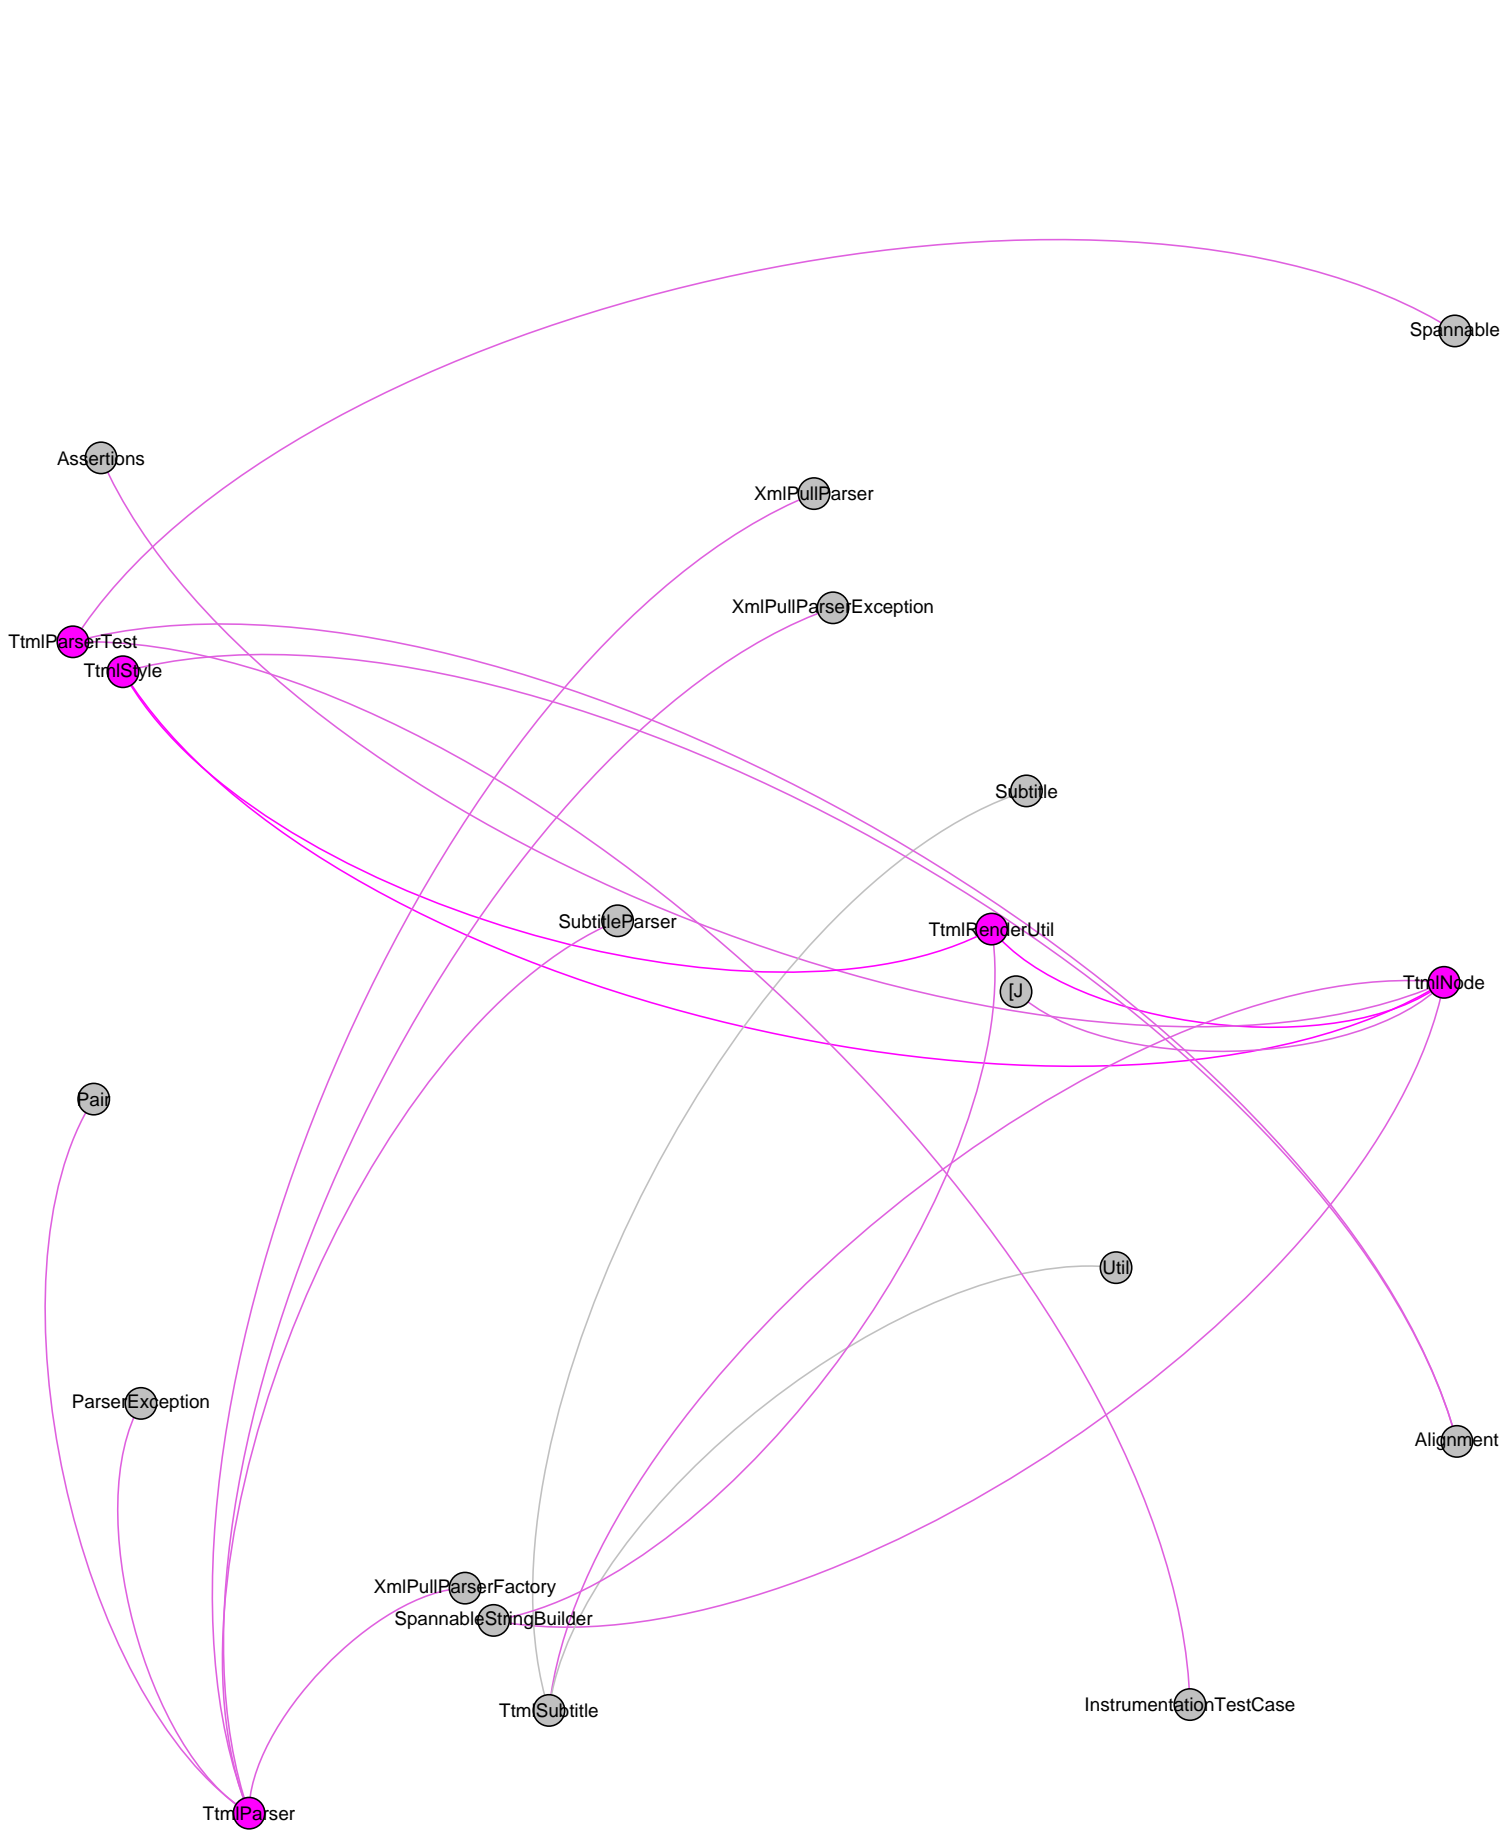 Spannable
Assertions
XmlPullParser
XmlPullParserException
TtmlParserTest
TtmlStyle
Subtitle
SubtitleParser
TtmlRenderUtil
TtmlNode
[J
Pair
Util
ParserException
Alignment
XmlPullParserFactory
SpannableStringBuilder
InstrumentationTestCase
TtmlSubtitle
TtmlParser